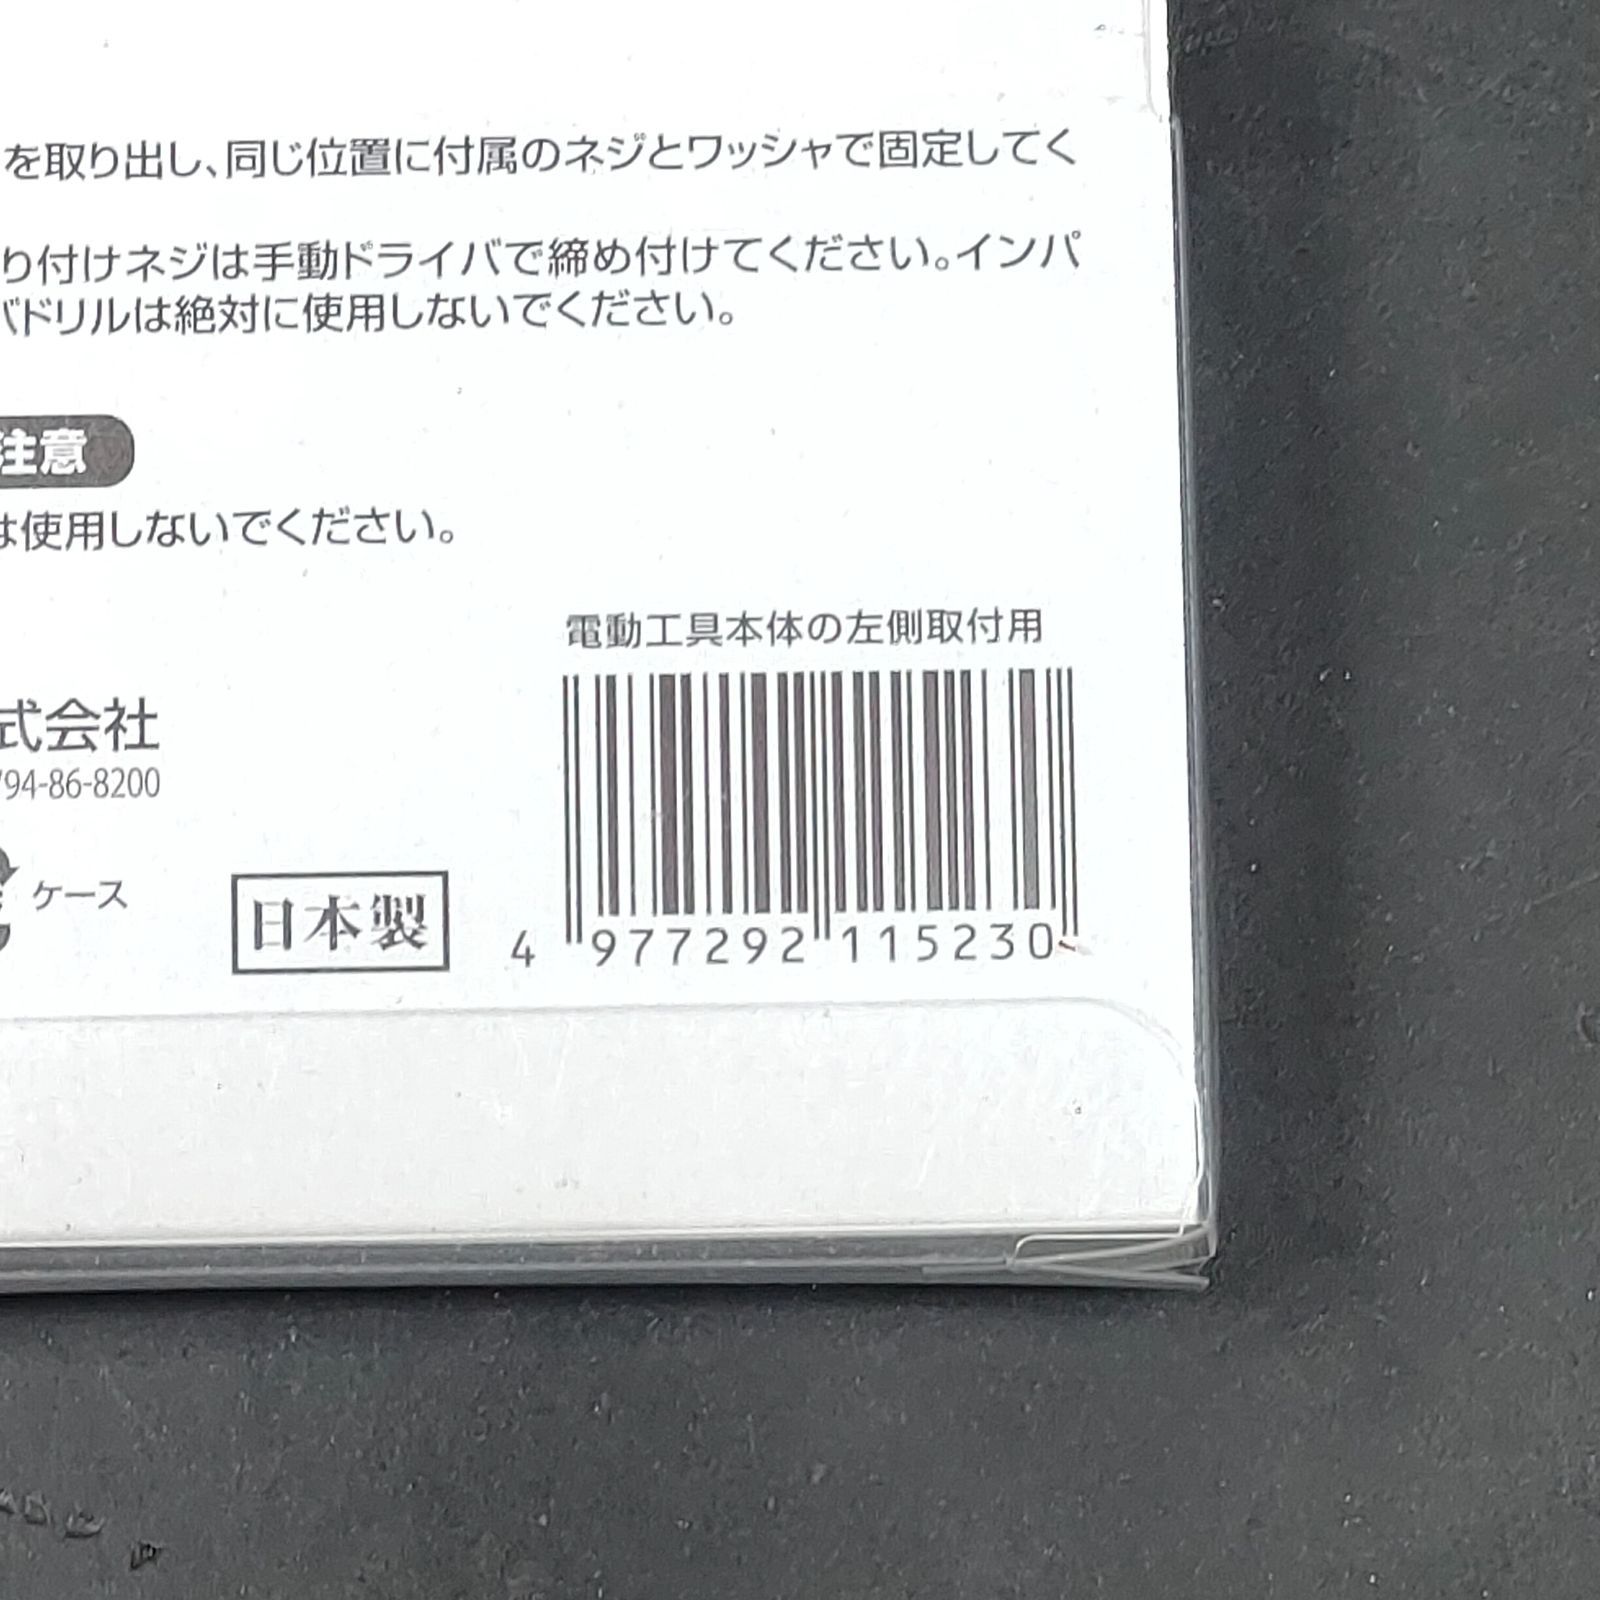 を取り出し、同じ位置に付属のネジとワッシャで固定してく
り付けネジは手動ドライバで締め付けてください。インパ
バドリルは絶対に使用しないでください。
注意
は使用しないでください。
電動工具本体の左側取付用
式会社
794-86-8200
ケース
日本製
4 977292 115230